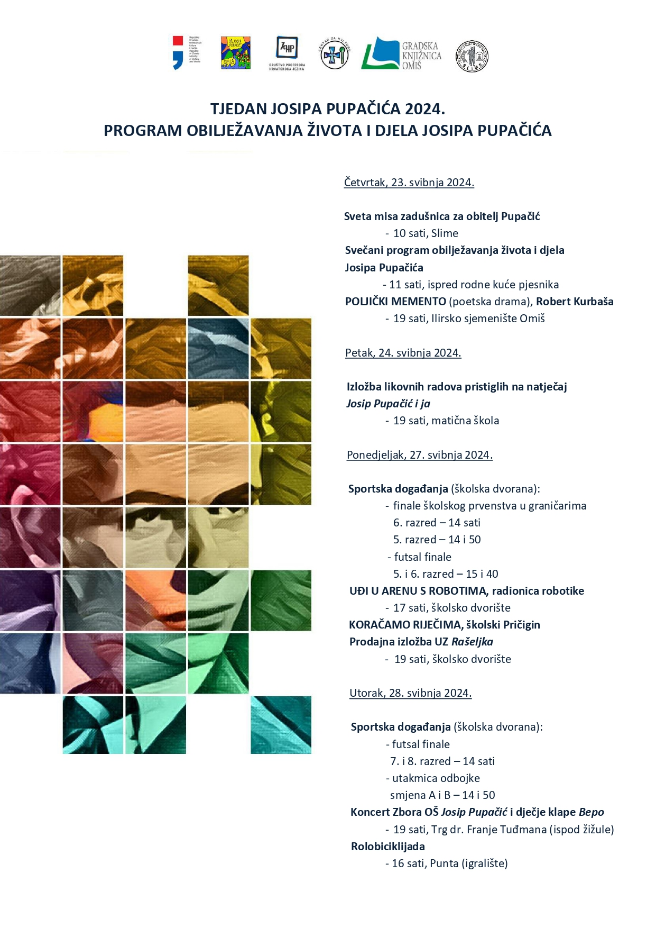 ĐHP
GRADSKA
KNJIŽNICA
OMIŠ
TJEDAN JOSIPA PUPAČIĆA 2024.
PROGRAM OBILJEŽAVANJA ŽIVOTA I DJELA JOSIPA PUPAČIĆA
Četvrtak, 23. svibnja 2024.
Sveta misa zadušnica za obitelj Pupačić
- 10 sati, Slime
Svečani program obilježavanja života i djela
Josipa Pupačića
- 11 sati, ispred rodne kuće pjesnika
POLJIČKI MEMENTO (poetska drama), Robert Kurbaša
- 19 sati, Ilirsko sjemenište Omiš
Petak, 24. svibnja 2024.
Izložba likovnih radova pristiglih na natječaj
Josip Pupačić i ja
- 19 sati, matična škola
Ponedjeljak, 27. svibnja 2024.
Sportska događanja (školska dvorana):
- finale školskog prvenstva u graničarima
6. razred – 14 sati
5. razred – 14 i 50
- futsal finale
5. i 6. razred – 15 i 40
UĐI U ARENU S ROBOTIMA, radionica robotike
- 17 sati, školsko dvorište
KORAČAMO RIJEČIMA, školski Pričigin
Prodajna izložba UZ Rašeljka
- 19 sati, školsko dvorište
Utorak, 28. svibnja 2024.
Sportska događanja (školska dvorana):
- futsal finale
7. i 8. razred – 14 sati
- utakmica odbojke
smjena A i B – 14 i 50
Koncert Zbora OŠ Josip Pupačić i dječje klape Bepo
- 19 sati, Trg dr. Franje Tuđmana (ispod žižule)
Rolobiciklijada
- 16 sati, Punta (igralište)